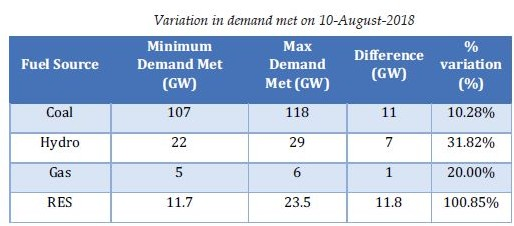 Variation in demand met on 10-August-2018
Fuel Source Minimum Demand Met (GW) Max Demand Met (GW) Difference (GW) % variation (%)
Coal 107 118 11 10.28%
Hydro 22 29 7 31.82%
Gas 5 6 1 20.00%
RES 11.7 23.5 11.8 100.85%